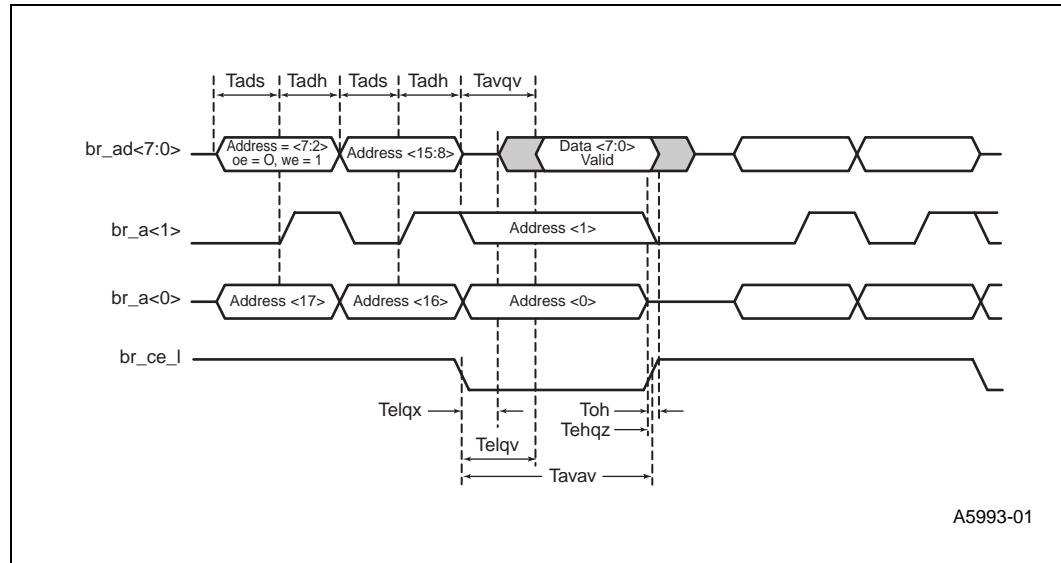 Tads Tadh Tads Tadh Tavqv
br_ad<7:0>
Address = <7:2>
oe = O, we = 1
Address <15:8>
Data <7:0>
Valid
br_a<1>
Address <1>
br_a<0>
Address <17>
Address <16>
Address <0>
br_ce_l
Telqx
Toh
Tehqz
Telqv
Tavav
A5993-01